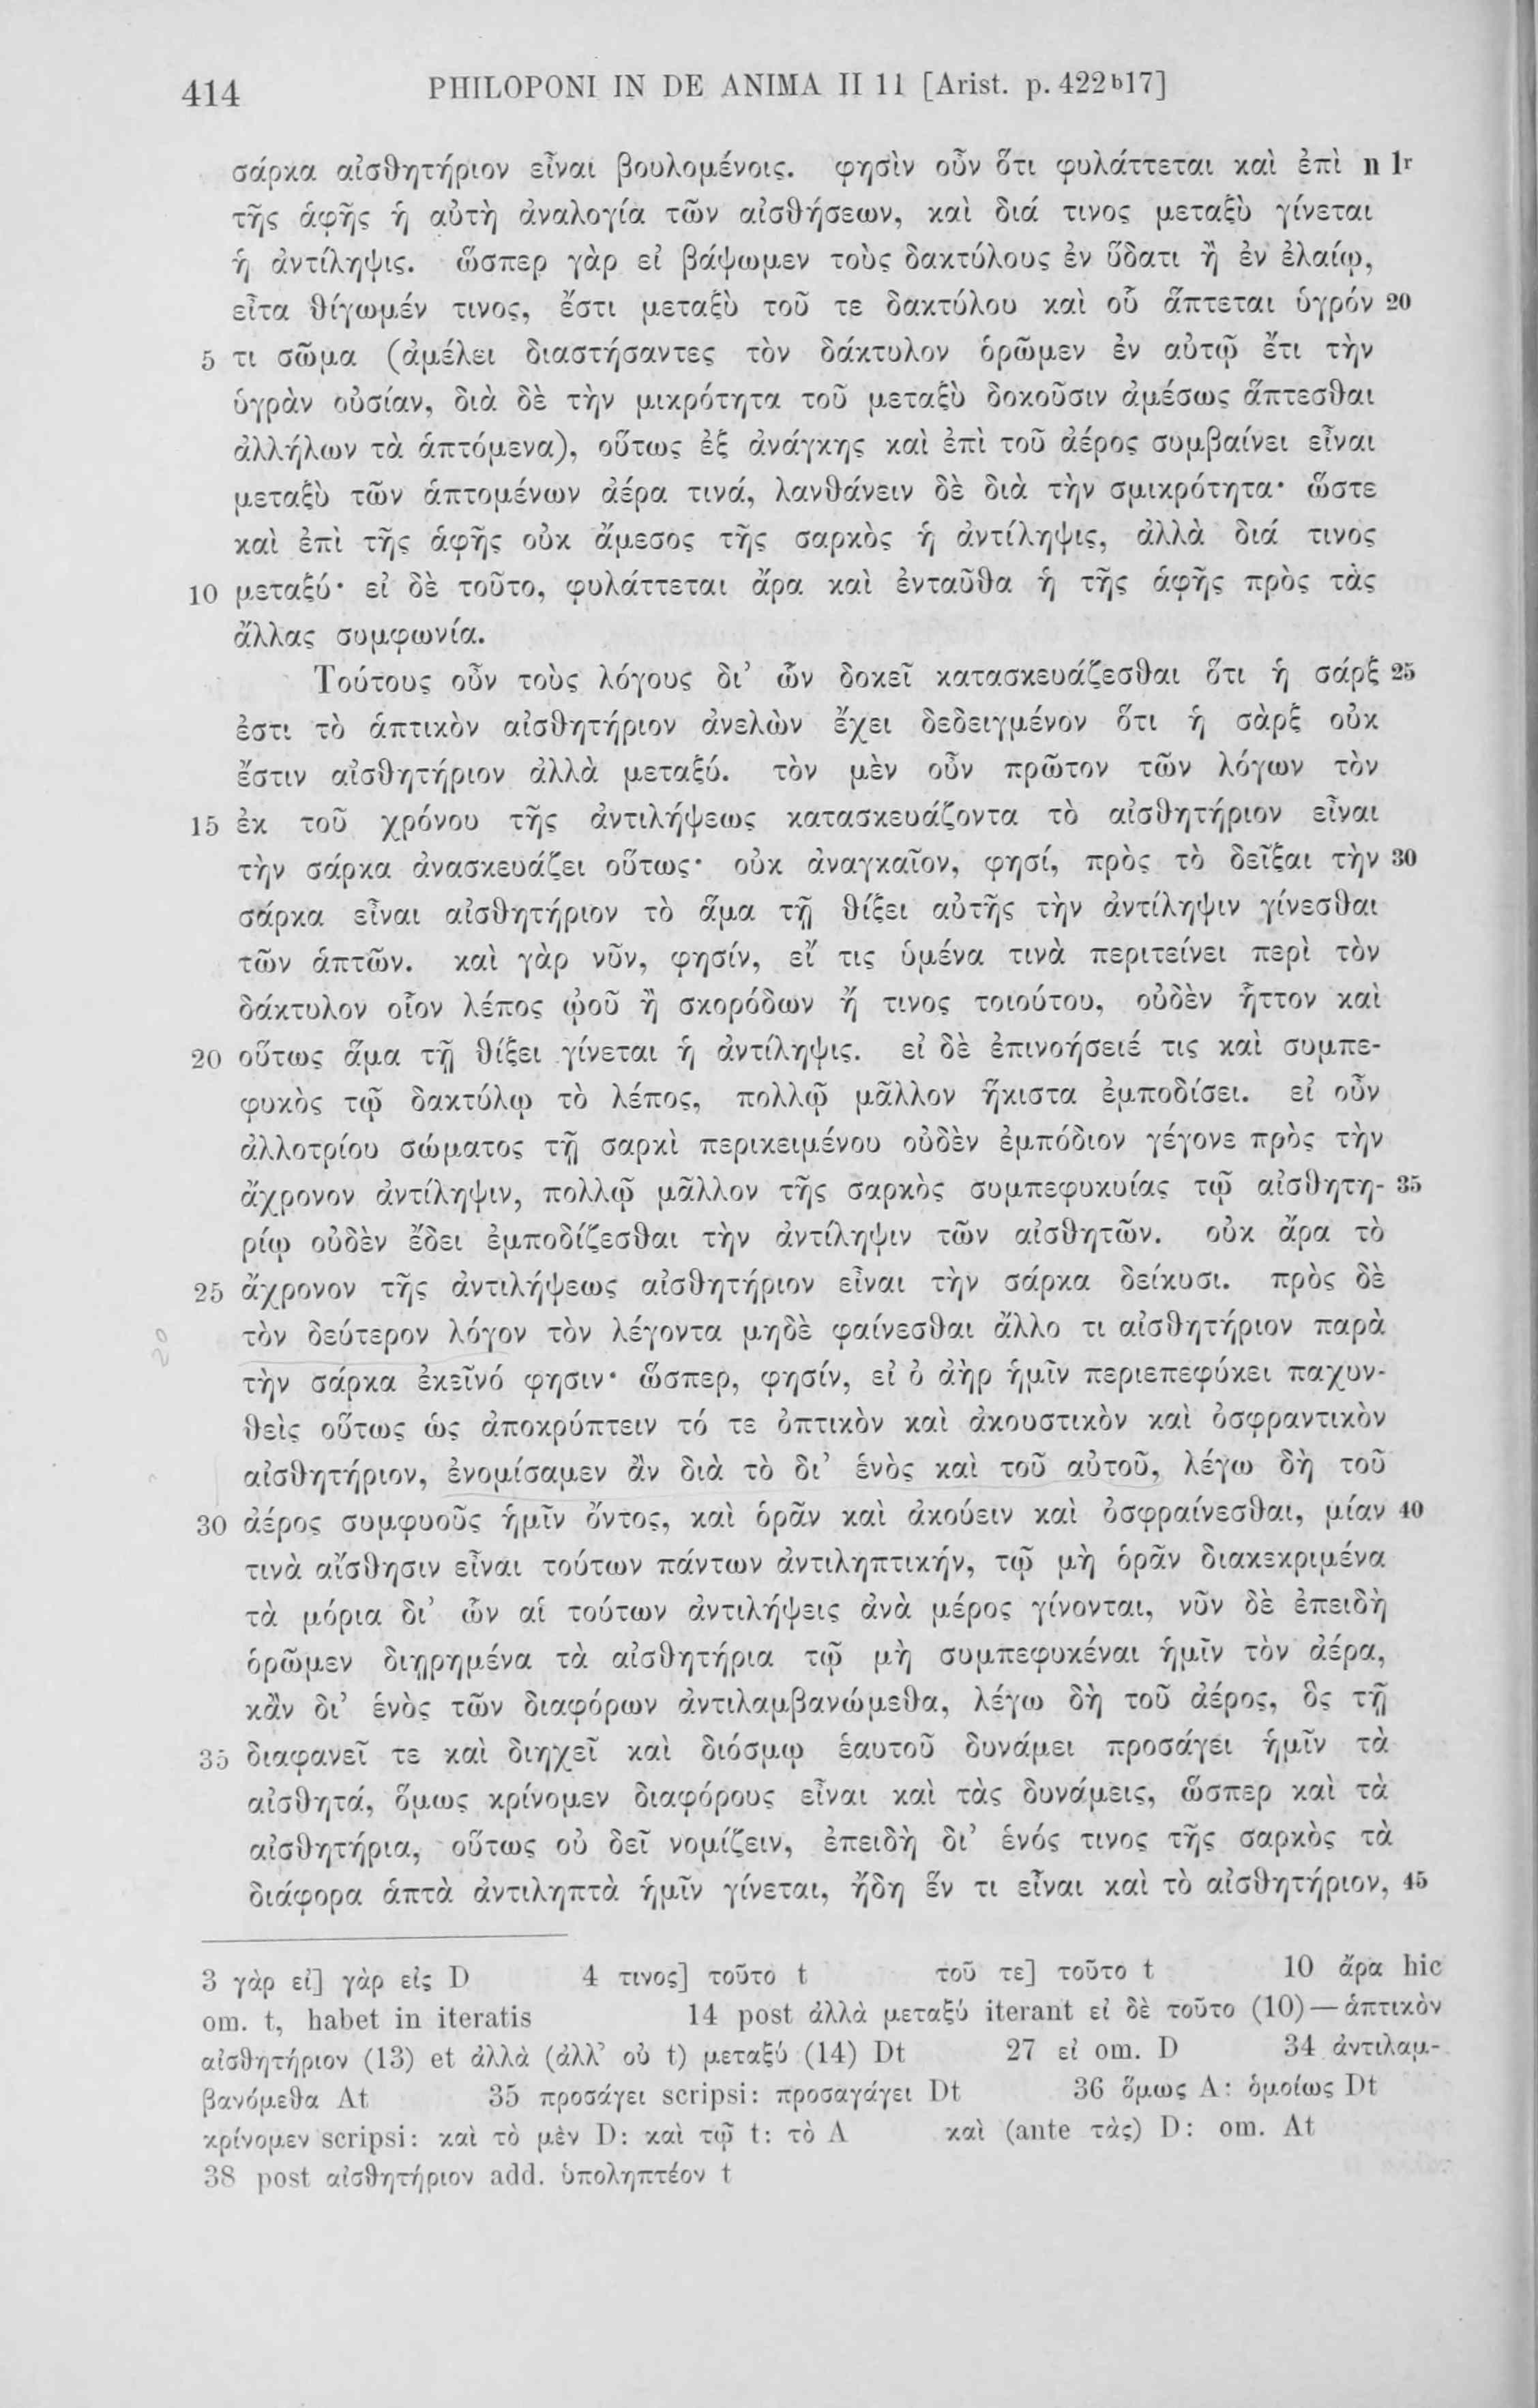 414 PHILOPONI IN DE ANIMA II 11 [Arist. p. 422b17]
σάρκα αἰσθητήριον εἶναι βουλομένοις. φησὶν οὖν ὅτι φυλάττεται καὶ ἐπὶ n 1r
τῆς ἁφῆς ἡ αὐτὴ ἀναλογία τῶν αἰσθήσεων, καὶ διά τινος μεταξὺ γίνεται
ἡ ἀντίληψις. ὥσπερ γὰρ εἰ βάψωμεν τοὺς δακτύλους ἐν ὕδατι ἢ ἐν ἐλαίῳ,
εἶτα θίγωμέν τινος, ἔστι μεταξὺ τοῦ τε δακτύλου καὶ οὗ ἅπτεται ὑγρόν 20
5 τι σῶμα (ἀμέλει διαστήσαντες τὸν δάκτυλον ὁρῶμεν ἐν αὐτῷ ἔτι τὴν
ὑγρὰν οὐσίαν, διὰ δὲ τὴν μικρότητα τοῦ μεταξὺ δοκοῦσιν ἀμέσως ἅπτεσθαι
ἀλλήλων τὰ ἁπτόμενα), οὕτως ἐξ ἀνάγκης καὶ ἐπὶ τοῦ ἀέρος συμβαίνει εἶναι
μεταξὺ τῶν ἁπτομένων ἀέρα τινά, λανθάνειν δὲ διὰ τὴν σμικρότητα· ὥστε
καὶ ἐπὶ τῆς ἁφῆς οὐκ ἄμεσος τῆς σαρκὸς ἡ ἀντίληψις, ἀλλὰ διά τινος
10 μεταξύ· εἰ δὲ τοῦτο, φυλάττεται ἄρα καὶ ἐνταῦθα ἡ τῆς ἁφῆς πρὸς τὰς
ἄλλας συμφωνία.
Τούτους οὖν τοὺς λόγους δι’ ὧν δοκεῖ κατασκευάζεσθαι ὅτι ἡ σάρξ 25
ἐστι τὸ ἁπτικὸν αἰσθητήριον ἀνελὼν ἔχει δεδειγμένον ὅτι ἡ σὰρξ οὐκ
ἔστιν αἰσθητήριον ἀλλὰ μεταξύ. τὸν μὲν οὖν πρῶτον τῶν λόγων τὸν
15 ἐκ τοῦ χρόνου τῆς ἀντιλήψεως κατασκευάζοντα τὸ αἰσθητήριον εἶναι
τὴν σάρκα ἀνασκευάζει οὕτως· οὐκ ἀναγκαῖον, φησί, πρὸς τὸ δεῖξαι τὴν 30
σάρκα εἶναι αἰσθητήριον τὸ ἅμα τῇ θίξει αὐτῆς τὴν ἀντίληψιν γίνεσθαι
τῶν ἁπτῶν. καὶ γὰρ νῦν, φησίν, εἴ τις ὑμένα τινὰ περιτείνει περὶ τὸν
δάκτυλον οἷον λέπος ᾠοῦ ἢ σκορόδων ἤ τινος τοιούτου, οὐδὲν ἧττον καὶ
20 οὕτως ἅμα τῇ θίξει γίνεται ἡ ἀντίληψις. εἰ δὲ ἐπινοήσειέ τις καὶ συμπε-
φυκὸς τῷ δακτύλῳ τὸ λέπος, πολλῷ μᾶλλον ἥκιστα ἐμποδίσει. εἰ οὖν
ἀλλοτρίου σώματος τῇ σαρκὶ περικειμένου οὐδὲν ἐμπόδιον γέγονε πρὸς τὴν
ἄχρονον ἀντίληψιν, πολλῷ μᾶλλον τῆς σαρκὸς συμπεφυκυίας τῷ αἰσθητη- 35
ρίῳ οὐδὲν ἔδει ἐμποδίζεσθαι τὴν ἀντίληψιν τῶν αἰσθητῶν. οὐκ ἄρα τὸ
25 ἄχρονον τῆς ἀντιλήψεως αἰσθητήριον εἶναι τὴν σάρκα δείκυσι. πρὸς δὲ
τὸν δεύτερον λόγον τὸν λέγοντα μηδὲ φαίνεσθαι ἄλλο τι αἰσθητήριον παρὰ
τὴν σάρκα ἐκεῖνό φησιν· ὥσπερ, φησίν, εἰ ὁ ἀὴρ ἡμῖν περιεπεφύκει παχυν-
θεὶς οὕτως ὡς ἀποκρύπτειν τό τε ὀπτικὸν καὶ ἀκουστικὸν καὶ ὀσφραντικὸν
αἰσθητήριον, ἐνομίσαμεν ἂν διὰ τὸ δι’ ἑνὸς καὶ τοῦ αὐτοῦ, λέγω δὴ τοῦ
30 ἀέρος συμφυοῦς ἡμῖν ὄντος, καὶ ὁρᾶν καὶ ἀκούειν καὶ ὀσφραίνεσθαι, μίαν 40
τινὰ αἴσθησιν εἶναι τούτων πάντων ἀντιληπτικήν, τῷ μὴ ὁρᾶν διακεκριμένα
τὰ μόρια δι’ ὧν αἱ τούτων ἀντιλήψεις ἀνὰ μέρος γίνονται, νῦν δὲ ἐπειδὴ
ὁρῶμεν διῃρημένα τὰ αἰσθητήρια τῷ μὴ συμπεφυκέναι ἡμῖν τὸν ἀέρα,
κἂν δι’ ἑνὸς τῶν διαφόρων ἀντιλαμβανώμεθα, λέγω δὴ τοῦ ἀέρος, ὃς τῇ
35 διαφανεῖ τε καὶ διηχεῖ καὶ διόσμῳ ἑαυτοῦ δυνάμει προσάγει ἡμῖν τὰ
αἰσθητά, ὅμως κρίνομεν διαφόρους εἶναι καὶ τὰς δυνάμεις, ὥσπερ καὶ τὰ
αἰσθητήρια, οὕτως οὐ δεῖ νομίζειν, ἐπειδὴ δι’ ἑνός τινος τῆς σαρκὸς τὰ
διάφορα ἁπτὰ ἀντιληπτὰ ἡμῖν γίνεται, ἤδη ἕν τι εἶναι καὶ τὸ αἰσθητήριον, 45
3 γὰρ εἰ] γὰρ εἰς D 4 τινος] τοῦτο t τοῦ τε] τοῦτο t 10 ἄρα hic
om. t, habet in iteratis 14 post ἀλλὰ μεταξύ iterant εἰ δὲ τοῦτο (10)—ἁπτικὸν
αἰσθητήριον (13) et ἀλλὰ (ἀλλ’ οὐ t) μεταξύ (14) Dt 27 εἰ om. D 34 ἀντιλαμ-
βανόμεθα At 35 προσάγει scripsi: προσαγάγει Dt 36 ὅμως A: ὁμοίως Dt
κρίνομεν scripsi: καὶ τὸ μὲν D: καὶ τῷ t: τὸ A καὶ (ante τὰς) D: om. At
38 post αἰσθητήριον add. ὑποληπτέον t